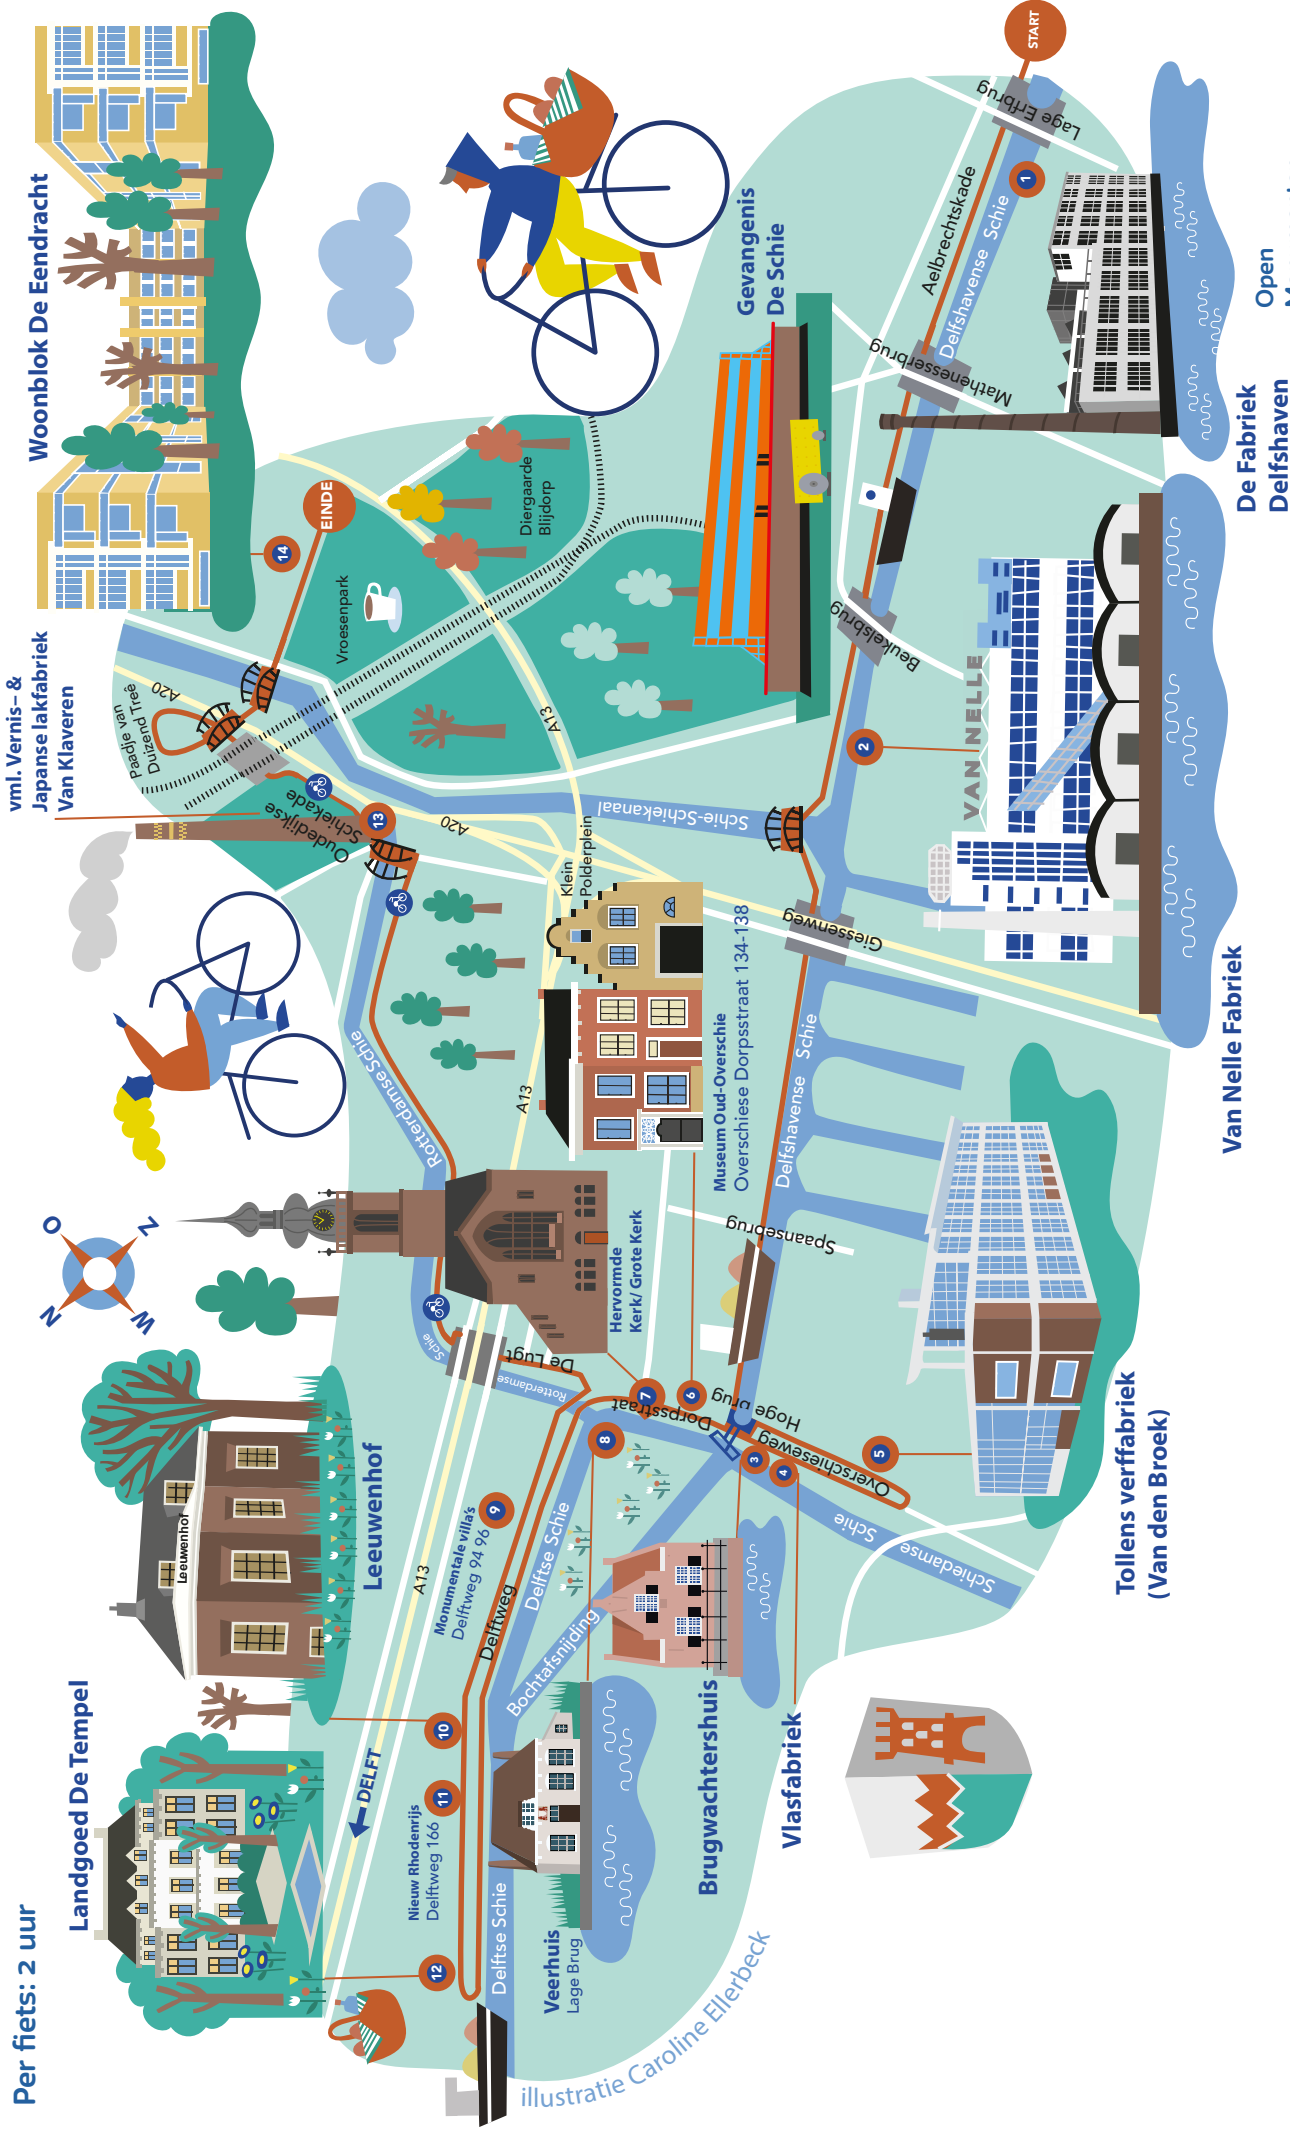 Per fiets: 2 uur
Landgoed De Tempel
Leeuwenhof
Leeuwenhof
N
O
Z
W
vml. Vernis– &
Japanse lakfabriek
Van Klaveren
Woonblok De Eendracht
DELFT
A13
12
11
10
9
Nieuw Rhodenrijs
Delftweg 166
Monumentale villa's
Delftweg 94 96
Delftweg
Delftse Schie
Delftse Schie
Bochtafsnijding
Veerhuis
Lage Brug
illustratie Caroline Ellerbeck
Brugwachtershuis
Vlasfabriek
8
7
6
3
4
5
Dorpsstraat
Hoge brug
Overschieseweg
Schiedamse
Schie
Rotterdamse
Schie
De Lugt
Hervormde
Kerk/ Grote Kerk
Museum Oud-Overschie
Overschiese Dorpsstraat 134-138
Spaansebrug
Delfshavense Schie
Tollens verffabriek
(Van den Broek)
Rotterdamse Schie
A13
Klein
Polderplein
A20
13
Oudedijkse
Schiekade
Paadje van
Duizend Treê
A20
14
EINDE
Vroesenpark
Diergaarde
Blijdorp
A13
Schie-Schiekanaal
Giessenweg
2
VAN NELLE
Van Nelle Fabriek
Gevangenis
De Schie
Beukelsbrug
Mathenesserbrug
Aelbrechtskade
Delfshavense Schie
1
Lage Erfbrug
START
De Fabriek
Delfshaven
Open